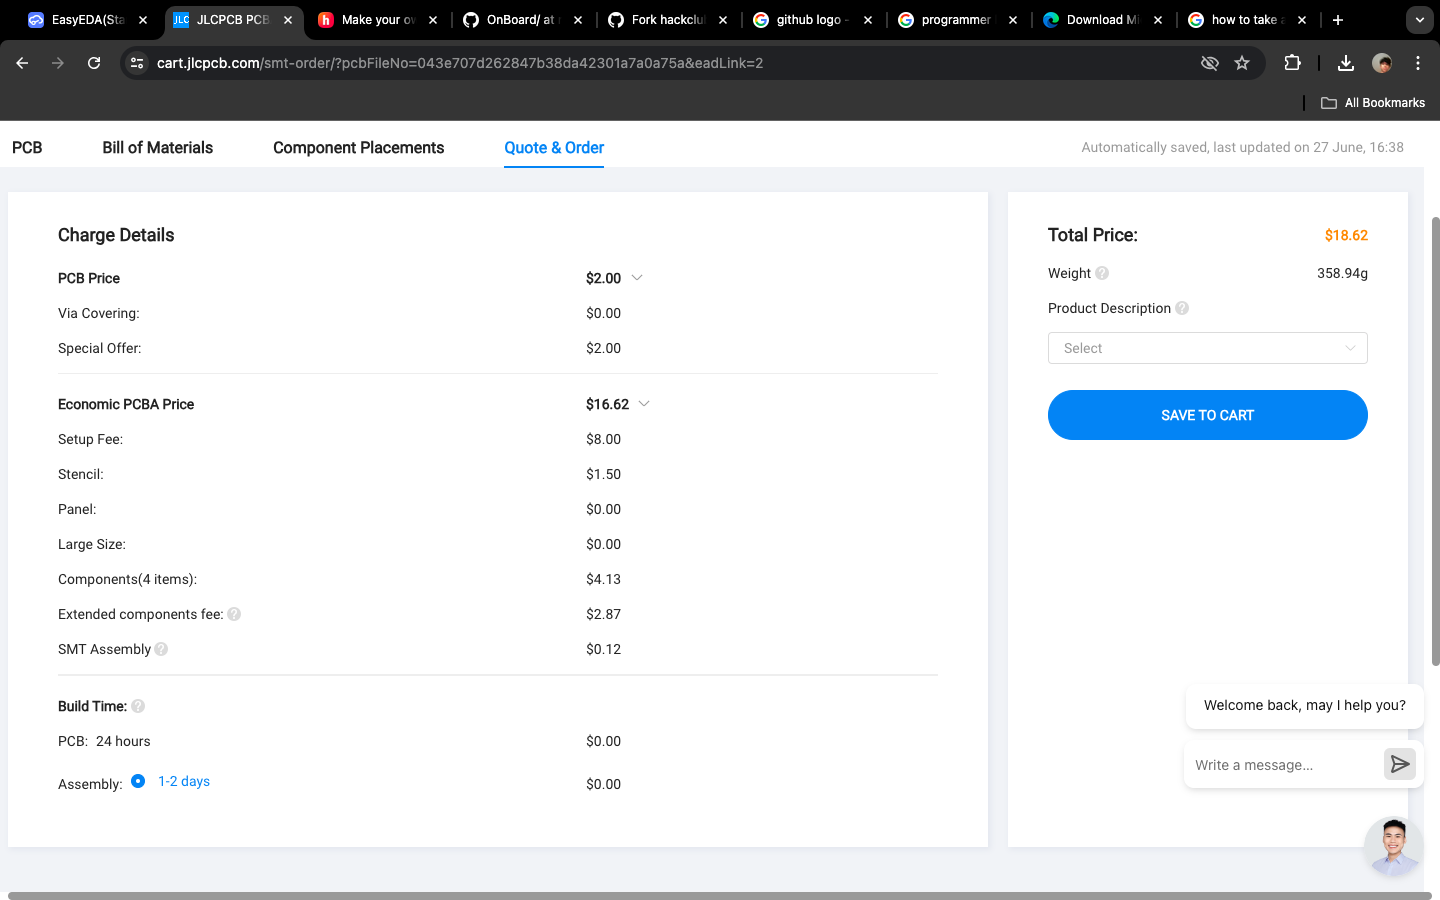 EasyEDA(Sta
JLCPCB PCB
Make your ow
OnBoard/ at
Fork hackclu
google github logo -
programmer
Download Mi
how to take a
cart.jlcpcb.com/smt-order/?pcbFileNo=043e707d262847b38da42301a7a0a75a&eadLink=2
All Bookmarks
PCB
Bill of Materials
Component Placements
Quote & Order
Automatically saved, last updated on 27 June, 16:38
Charge Details
PCB Price $2.00
Via Covering: $0.00
Special Offer: $2.00
Economic PCBA Price $16.62
Setup Fee: $8.00
Stencil: $1.50
Panel: $0.00
Large Size: $0.00
Components(4 items): $4.13
Extended components fee: ? $2.87
SMT Assembly ? $0.12
Build Time: ?
PCB: 24 hours $0.00
Assembly: 1-2 days $0.00
Total Price: $18.62
Weight ? 358.94g
Product Description ?
Select
SAVE TO CART
Welcome back, may I help you?
Write a message...